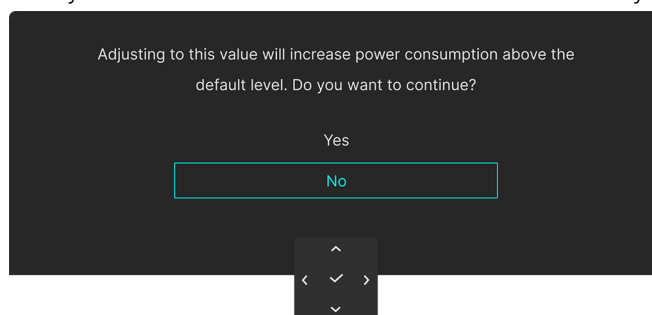 Adjusting to this value will increase power consumption above the
default level. Do you want to continue?
Yes
No